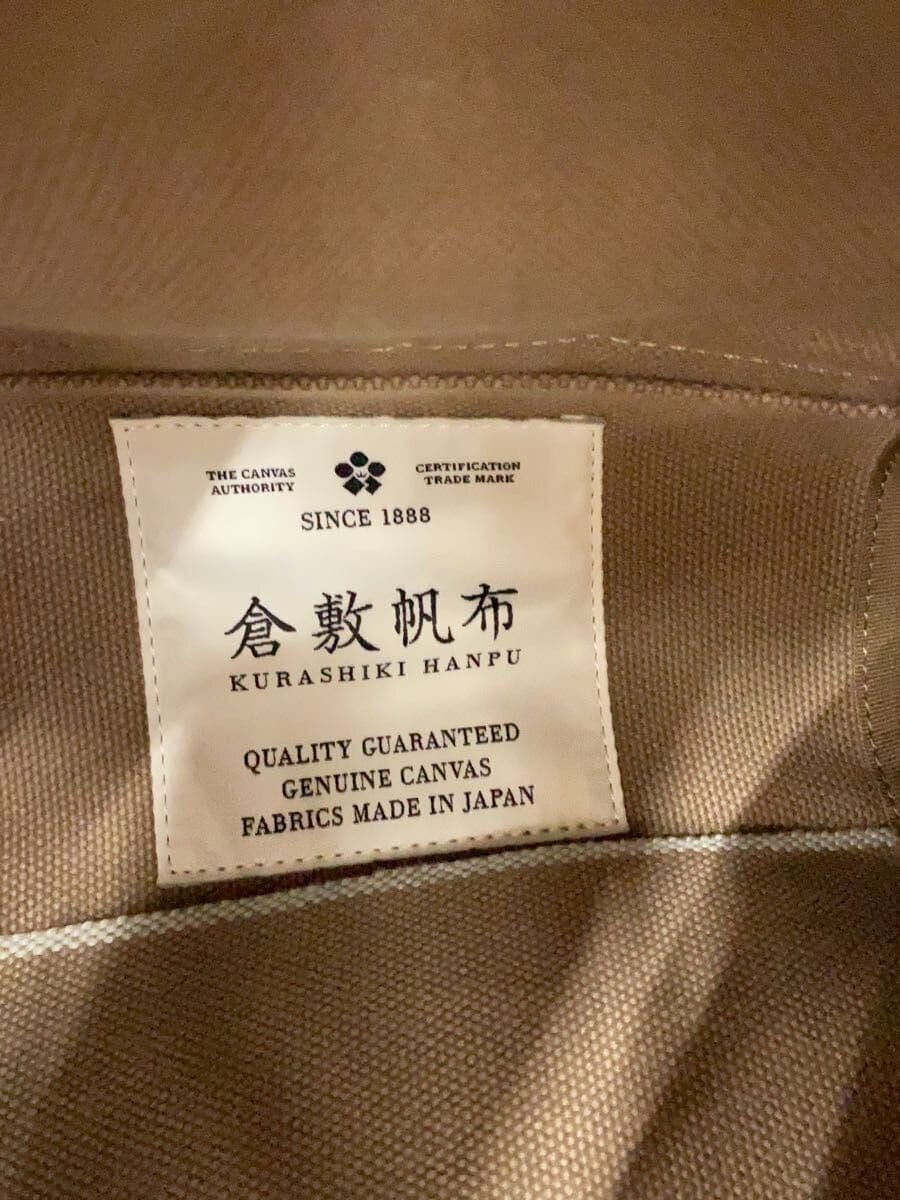 THE CANVAS
AUTHORITY
CERTIFICATION
TRADE MARK
SINCE 1888
倉敷帆布
KURASHIKI HANPU
QUALITY GUARANTEED
GENUINE CANVAS
FABRICS MADE IN JAPAN